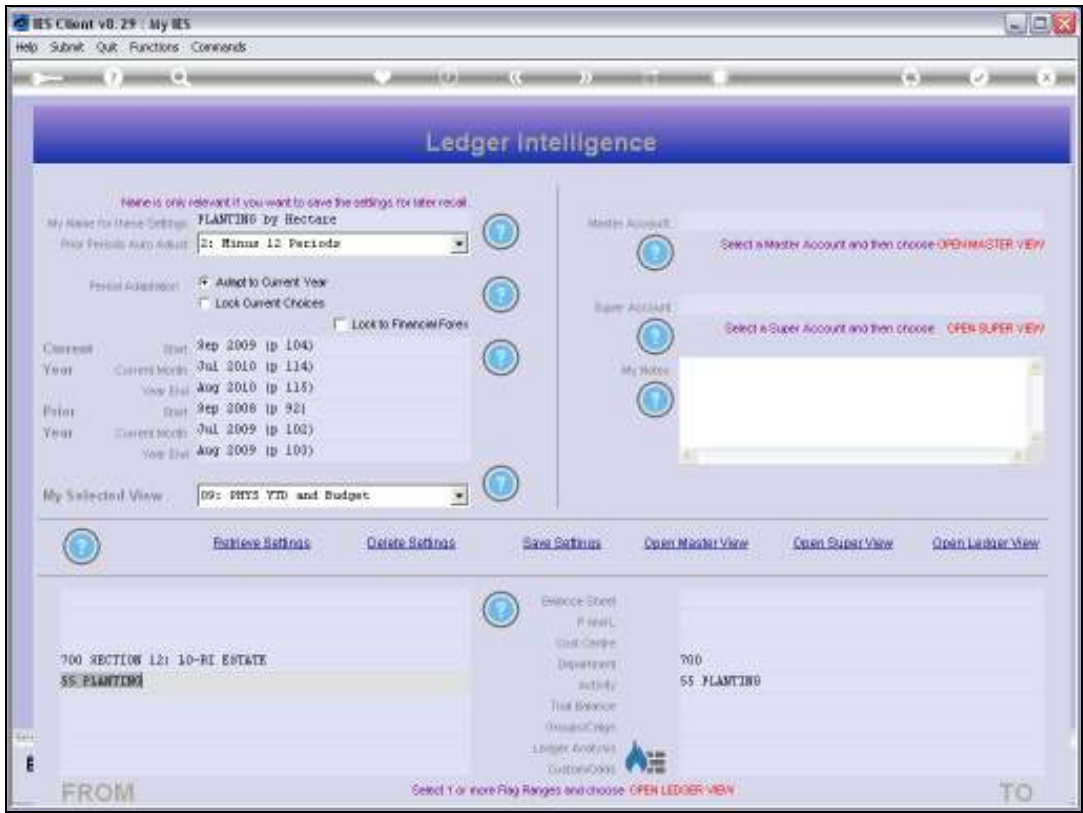 IES Client v8.29 : My IES
Help Submit Quit Functions Commands
Ledger Intelligence
Name is only relevant if you want to save the settings for later recall.
My Name for these Settings PLANTING by Hectare
Prior Periods Auto Adjust 2: Minus 12 Periods
Period Adaptation Adapt to Current Year
Lock Current Choices
Lock to Financial Forex
Current Start Sep 2009 (p 104)
Year Current Month Jul 2010 (p 114)
Year End Aug 2010 (p 115)
Prior Start Sep 2008 (p 92)
Year Current Month Jul 2009 (p 102)
Year End Aug 2009 (p 103)
My Selected View 09: PHYS YTD and Budget
Master Account
Select a Master Account and then choose OPEN MASTER VIEW
Super Account
Select a Super Account and then choose OPEN SUPER VIEW
My Notes
Retrieve Settings Delete Settings Save Settings Open Master View Open Super View Open Ledger View
Balance Sheet
P and L
Cost Centre
700 SECTION 12: 10-RI ESTATE Department 700
55 PLANTING Activity 55 PLANTING
Trial Balance
Ledger Analysis
Custom/Odds
FROM Select 1 or more Flag Ranges and choose OPEN LEDGER VIEW TO